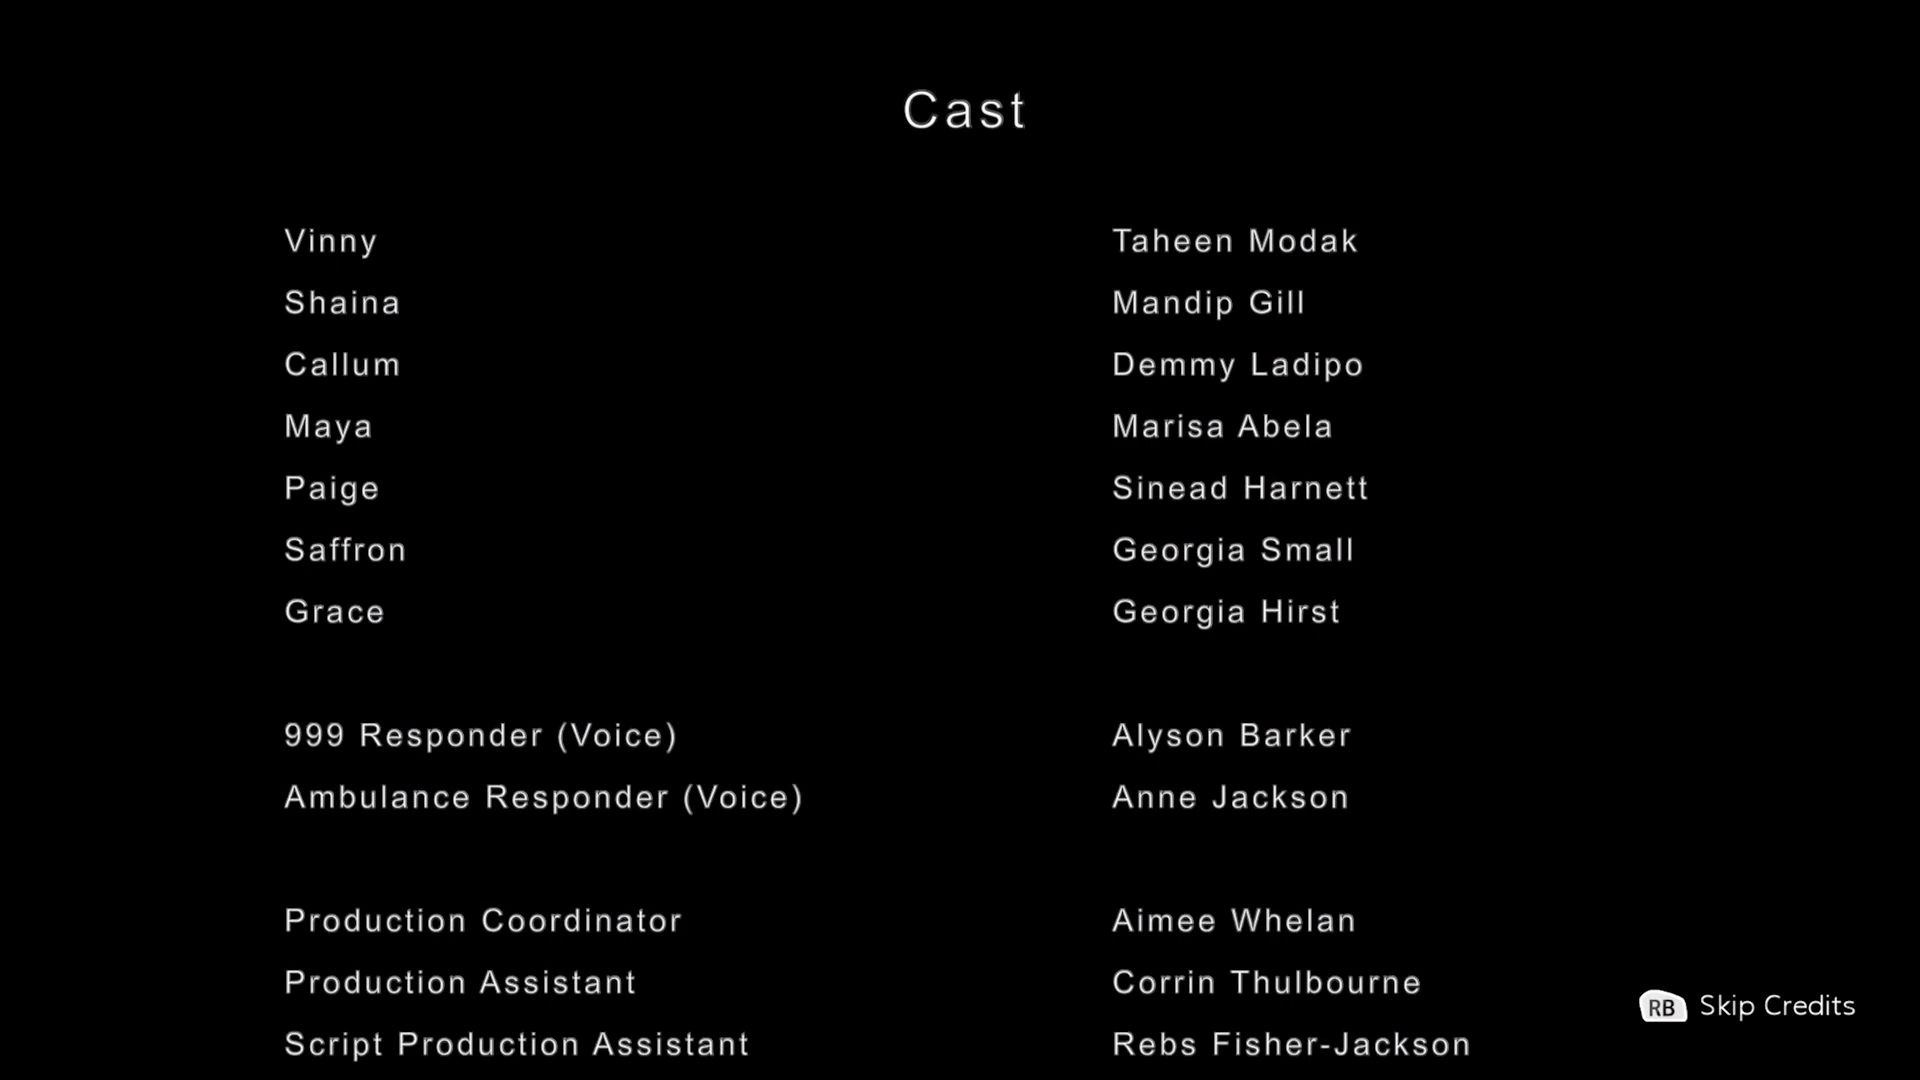 Cast
Vinny Taheen Modak
Shaina Mandip Gill
Callum Demmy Ladipo
Maya Marisa Abela
Paige Sinead Harnett
Saffron Georgia Small
Grace Georgia Hirst
999 Responder (Voice) Alyson Barker
Ambulance Responder (Voice) Anne Jackson
Production Coordinator Aimee Whelan
Production Assistant Corrin Thulbourne
RB Skip Credits
Script Production Assistant Rebs Fisher-Jackson